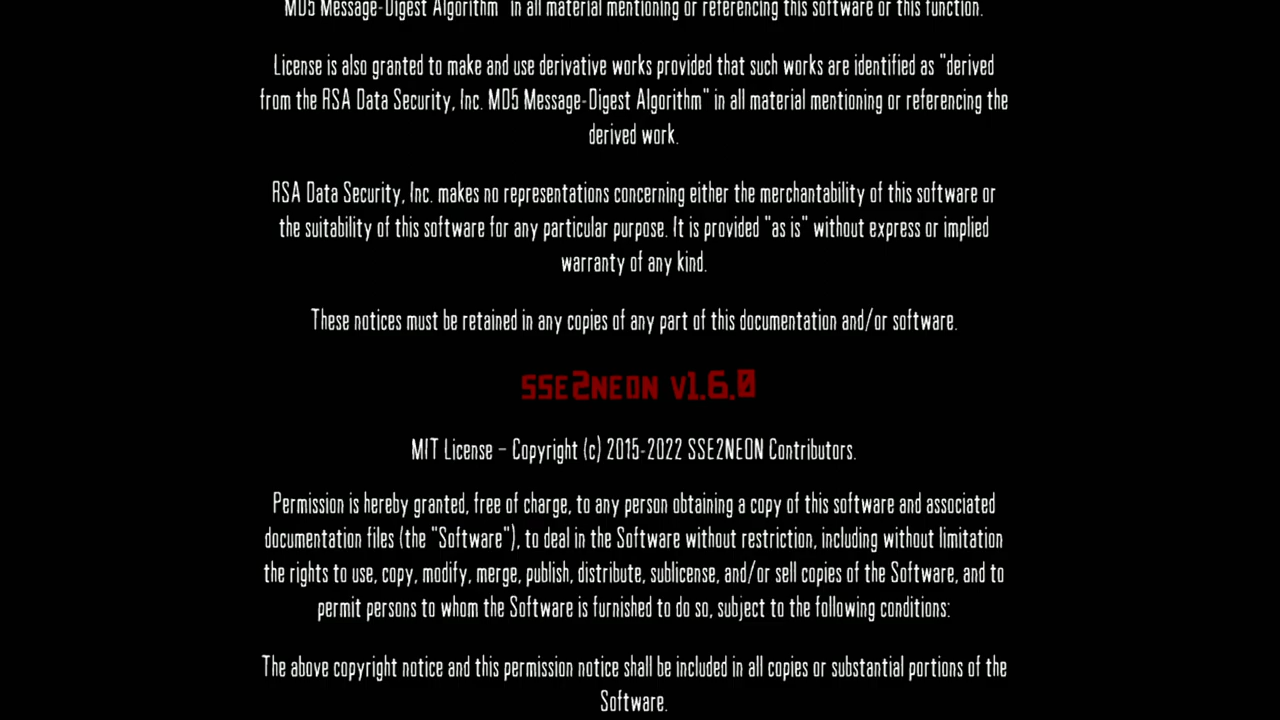 MD5 Message-Digest Algorithm" in all material mentioning or referencing this software or this function.
License is also granted to make and use derivative works provided that such works are identified as "derived
from the RSA Data Security, Inc. MD5 Message-Digest Algorithm" in all material mentioning or referencing the
derived work.
RSA Data Security, Inc. makes no representations concerning either the merchantability of this software or
the suitability of this software for any particular purpose. It is provided "as is" without express or implied
warranty of any kind.
These notices must be retained in any copies of any part of this documentation and/or software.
SSE2NEON v1.6.0
MIT License – Copyright (c) 2015-2022 SSE2NEON Contributors.
Permission is hereby granted, free of charge, to any person obtaining a copy of this software and associated
documentation files (the "Software"), to deal in the Software without restriction, including without limitation
the rights to use, copy, modify, merge, publish, distribute, sublicense, and/or sell copies of the Software, and to
permit persons to whom the Software is furnished to do so, subject to the following conditions:
The above copyright notice and this permission notice shall be included in all copies or substantial portions of the
Software.